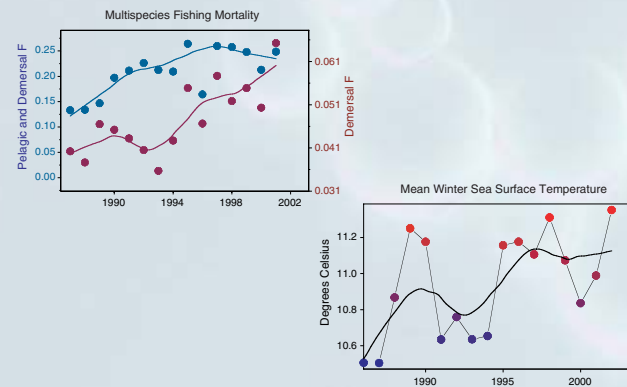 Multispecies Fishing Mortality
Pelagic and Demersal F
0.25
0.20
0.15
0.10
0.05
0.00
0.061
0.051
0.041
0.031
Demersal F
1990 1994 1998 2002
Mean Winter Sea Surface Temperature
Degrees Celsius
11.2
11.0
10.8
10.6
1990 1995 2000